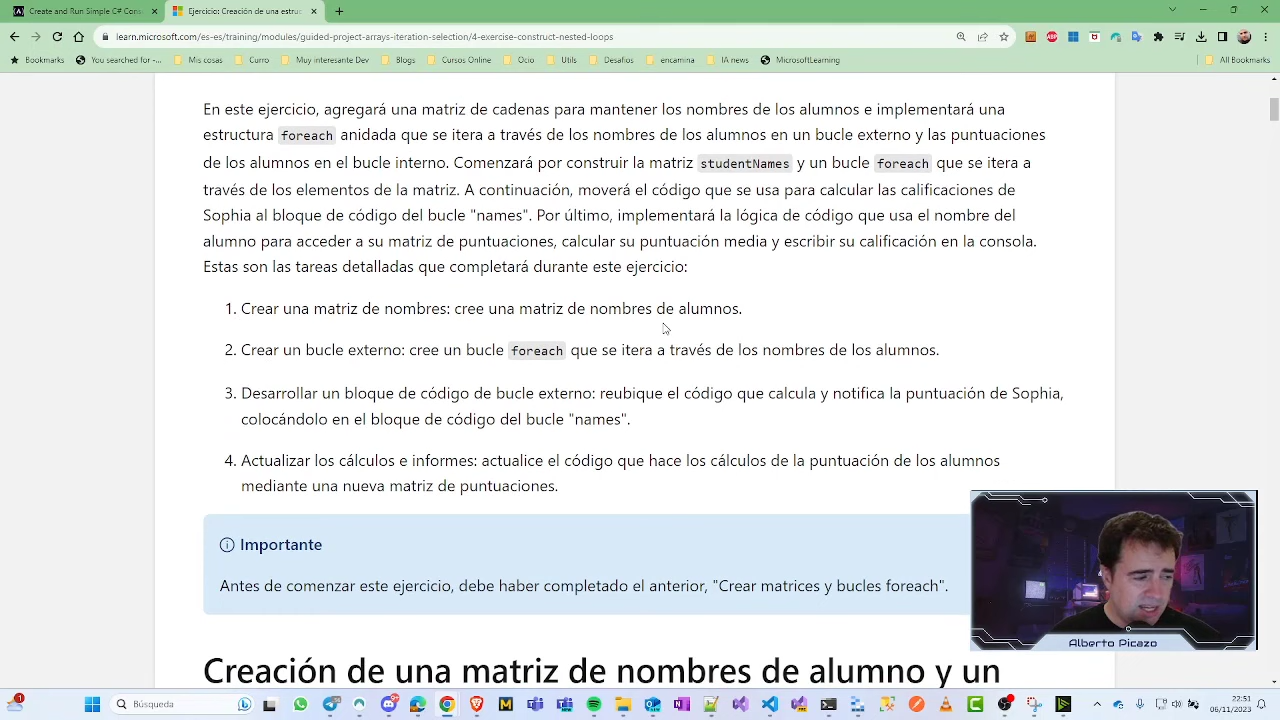 Create and Run Simple C# Cons
Ejercicio: Creación de una estruc
learn.microsoft.com/es-es/training/modules/guided-project-arrays-iteration-selection/4-exercise-construct-nested-loops
Bookmarks
You searched for -...
Mis cosas
Curro
Muy interesante Dev
Blogs
Cursos Online
Ocio
Utils
Desafios
encamina
IA news
MicrosoftLearning
All Bookmarks
En este ejercicio, agregará una matriz de cadenas para mantener los nombres de los alumnos e implementará una
estructura foreach anidada que se itera a través de los nombres de los alumnos en un bucle externo y las puntuaciones
de los alumnos en el bucle interno. Comenzará por construir la matriz studentNames y un bucle foreach que se itera a
través de los elementos de la matriz. A continuación, moverá el código que se usa para calcular las calificaciones de
Sophia al bloque de código del bucle "names". Por último, implementará la lógica de código que usa el nombre del
alumno para acceder a su matriz de puntuaciones, calcular su puntuación media y escribir su calificación en la consola.
Estas son las tareas detalladas que completará durante este ejercicio:
1. Crear una matriz de nombres: cree una matriz de nombres de alumnos.
2. Crear un bucle externo: cree un bucle foreach que se itera a través de los nombres de los alumnos.
3. Desarrollar un bloque de código de bucle externo: reubique el código que calcula y notifica la puntuación de Sophia,
colocándolo en el bloque de código del bucle "names".
4. Actualizar los cálculos e informes: actualice el código que hace los cálculos de la puntuación de los alumnos
mediante una nueva matriz de puntuaciones.
Importante
Antes de comenzar este ejercicio, debe haber completado el anterior, "Crear matrices y bucles foreach".
Alberto Picazo
Creación de una matriz de nombres de alumno y un
Búsqueda
22:51
06/11/2023